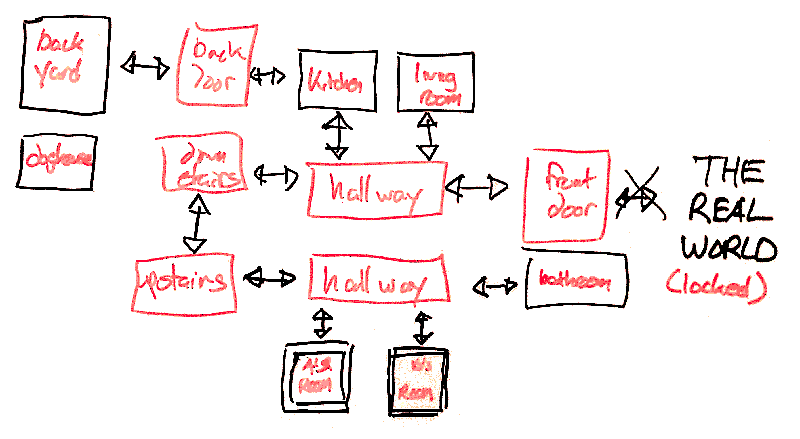 back
yard
back
door
Kitchen
living
room
doghouse
down
stairs
hallway
front
door
THE
REAL
WORLD
(locked)
upstairs
hallway
bathroom
ROOM
ROOM